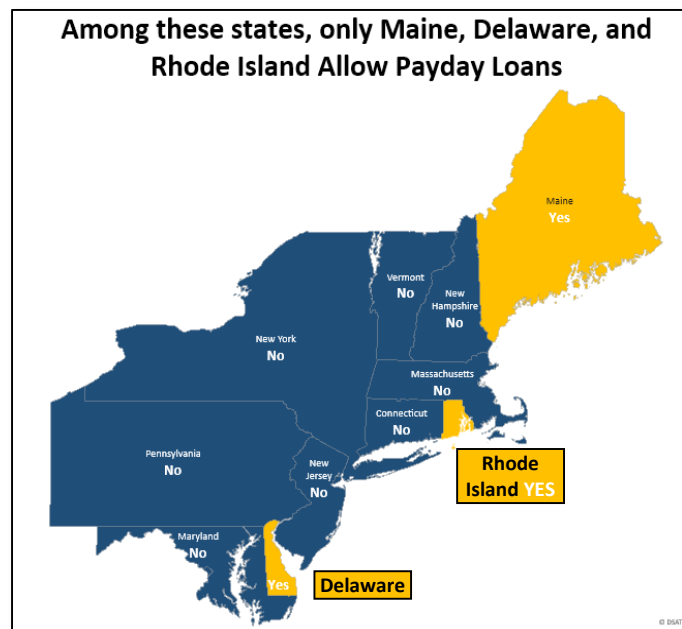 Among these states, only Maine, Delaware, and
Rhode Island Allow Payday Loans
Maine
Yes
Vermont
No
New
Hampshire
No
New York
No
Massachusetts
No
Connecticut
No
Rhode
Island YES
Pennsylvania
No
New
Jersey
No
Maryland
No
Yes
Delaware
© DSAT